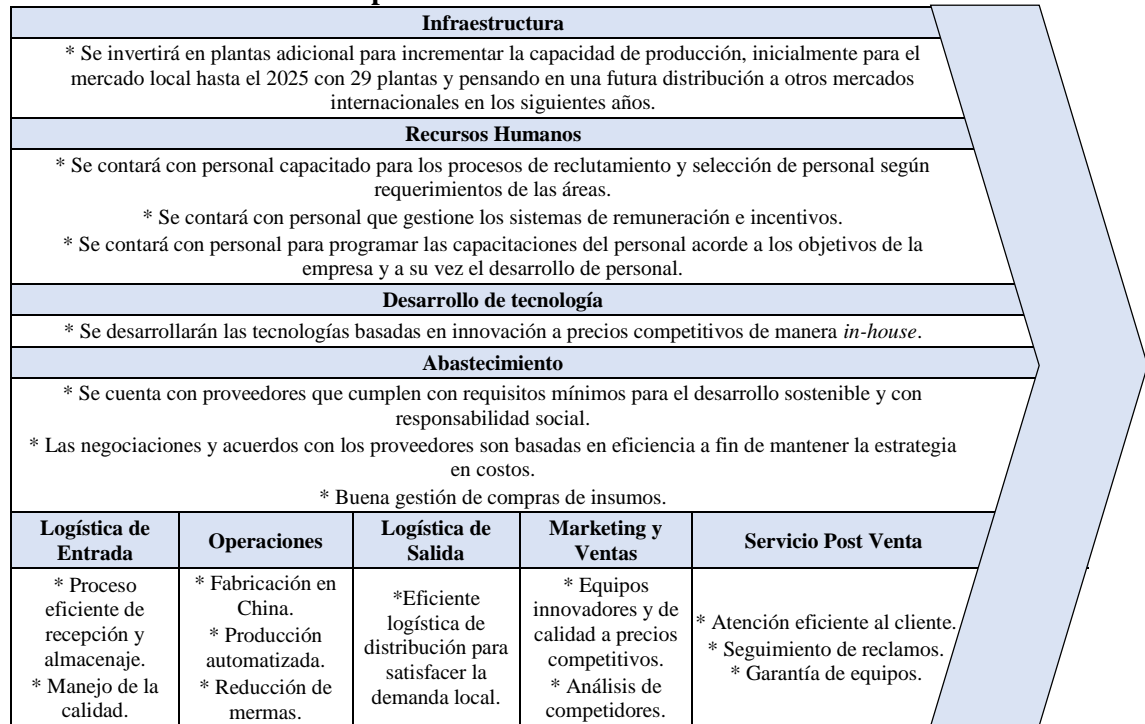 Infraestructura
* Se invertirá en plantas adicional para incrementar la capacidad de producción, inicialmente para el
mercado local hasta el 2025 con 29 plantas y pensando en una futura distribución a otros mercados
internacionales en los siguientes años.
Recursos Humanos
* Se contará con personal capacitado para los procesos de reclutamiento y selección de personal según
requerimientos de las áreas.
* Se contará con personal que gestione los sistemas de remuneración e incentivos.
* Se contará con personal para programar las capacitaciones del personal acorde a los objetivos de la
empresa y a su vez el desarrollo de personal.
Desarrollo de tecnología
* Se desarrollarán las tecnologías basadas en innovación a precios competitivos de manera in-house.
Abastecimiento
* Se cuenta con proveedores que cumplen con requisitos mínimos para el desarrollo sostenible y con
responsabilidad social.
* Las negociaciones y acuerdos con los proveedores son basadas en eficiencia a fin de mantener la estrategia
en costos.
* Buena gestión de compras de insumos.
Logística de
Entrada
* Proceso
eficiente de
recepción y
almacenaje.
* Manejo de la
calidad.
Operaciones
* Fabricación en
China.
* Producción
automatizada.
* Reducción de
mermas.
Logística de
Salida
*Eficiente
logística de
distribución para
satisfacer la
demanda local.
Marketing y
Ventas
* Equipos
innovadores y de
calidad a precios
competitivos.
* Análisis de
competidores.
Servicio Post Venta
* Atención eficiente al cliente.
* Seguimiento de reclamos.
* Garantía de equipos.